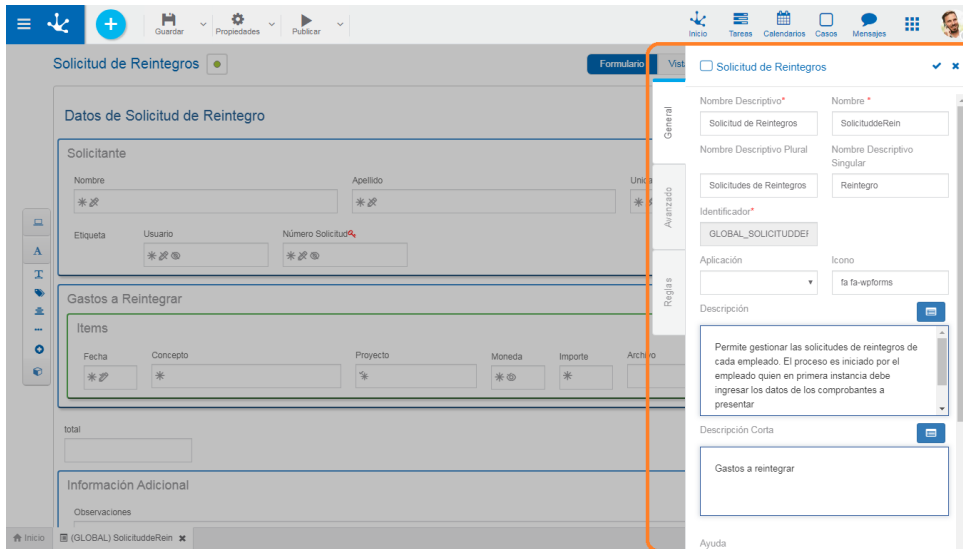 Guardar
Propiedades
Publicar
Inicio
Tareas
Calendarios
Casos
Mensajes
Solicitud de Reintegros
Formulario
Datos de Solicitud de Reintegro
Solicitante
Nombre
Apellido
Etiqueta
Usuario
Número Solicitud
Gastos a Reintegrar
Items
Fecha
Concepto
Proyecto
Moneda
Importe
total
Información Adicional
Observaciones
Inicio
(GLOBAL) SolicituddeRein
General
Avanzado
Reglas
Solicitud de Reintegros
Nombre Descriptivo*
Nombre *
Solicitud de Reintegros
SolicituddeRein
Nombre Descriptivo Plural
Nombre Descriptivo
Singular
Solicitudes de Reintegros
Reintegro
Identificador*
GLOBAL_SOLICITUDDEF
Aplicación
Icono
fa fa-wpforms
Descripción
Permite gestionar las solicitudes de reintegros de
cada empleado. El proceso es iniciado por el
empleado quien en primera instancia debe
ingresar los datos de los comprobantes a
presentar
Descripción Corta
Gastos a reintegrar
Ayuda